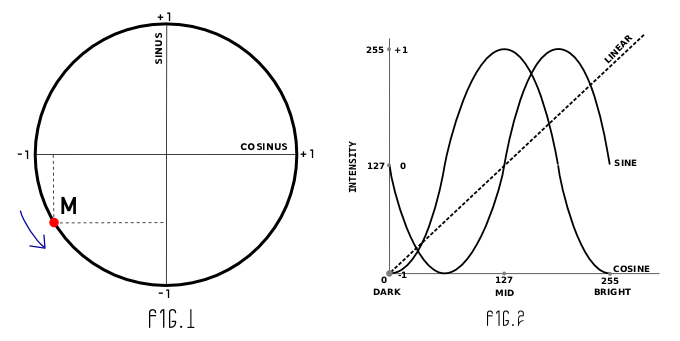 +1
SINUS
COSINUS
-1
+1
M
-1
FIG.1
LINEAR
255
+1
INTENSITY
127
0
SINE
COSINE
0
-1
127
255
DARK
MID
BRIGHT
FIG.2